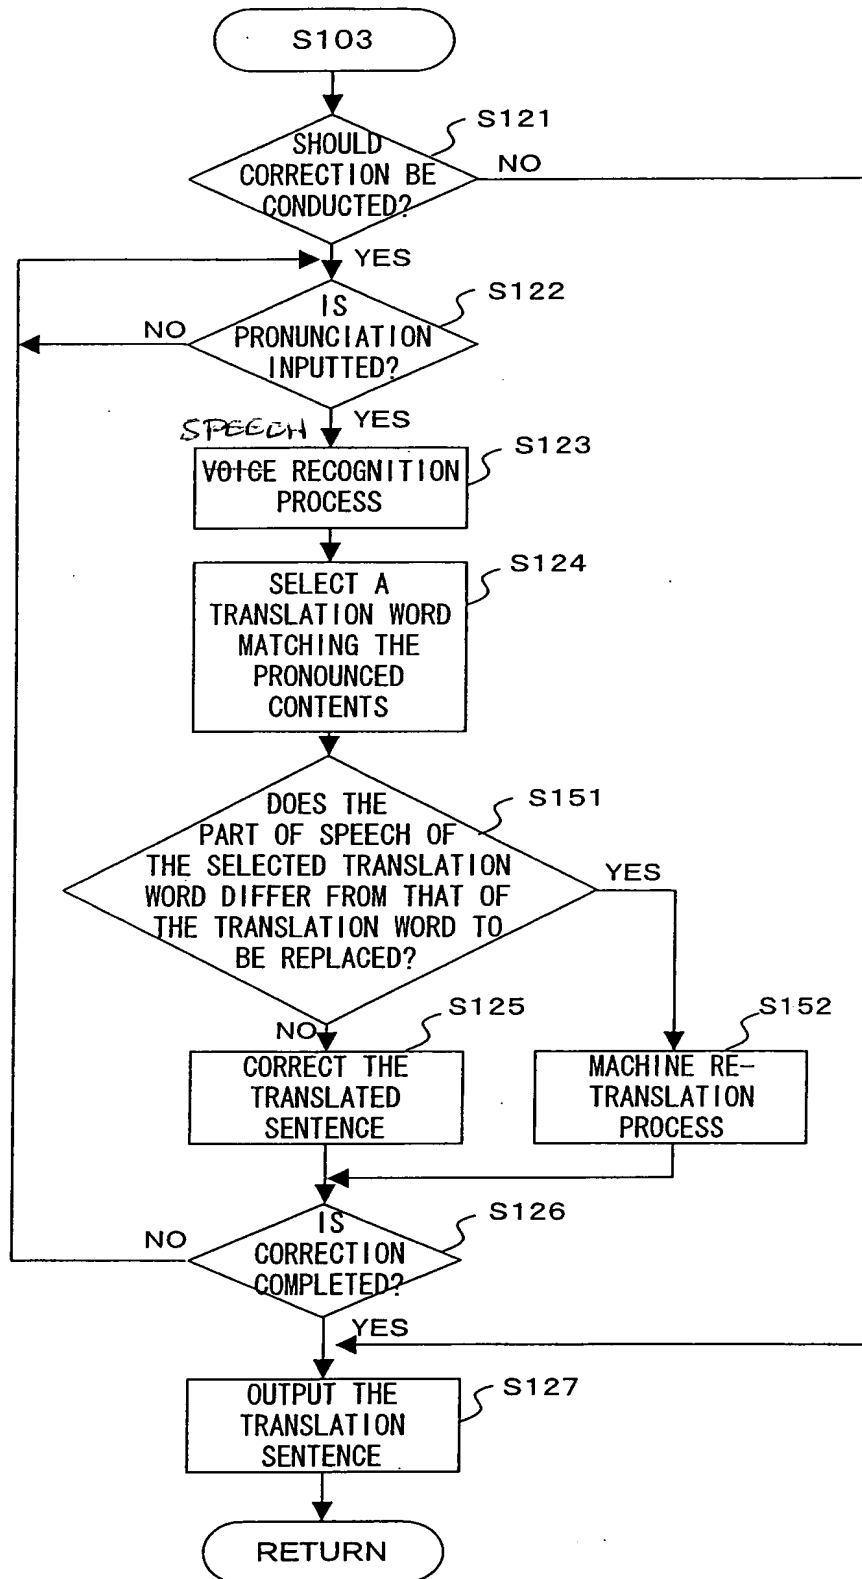 S103
S121
SHOULD
CORRECTION BE
CONDUCTED?
NO
YES
S122
IS
PRONUNCIATION
INPUTTED?
NO
YES
SPEECH
S123
VOICE RECOGNITION
PROCESS
S124
SELECT A
TRANSLATION WORD
MATCHING THE
PRONOUNCED
CONTENTS
S151
DOES THE
PART OF SPEECH OF
THE SELECTED TRANSLATION
WORD DIFFER FROM THAT OF
THE TRANSLATION WORD TO
BE REPLACED?
YES
NO
S125
S152
CORRECT THE
TRANSLATED
SENTENCE
MACHINE RE-
TRANSLATION
PROCESS
S126
IS
CORRECTION
COMPLETED?
NO
YES
S127
OUTPUT THE
TRANSLATION
SENTENCE
RETURN